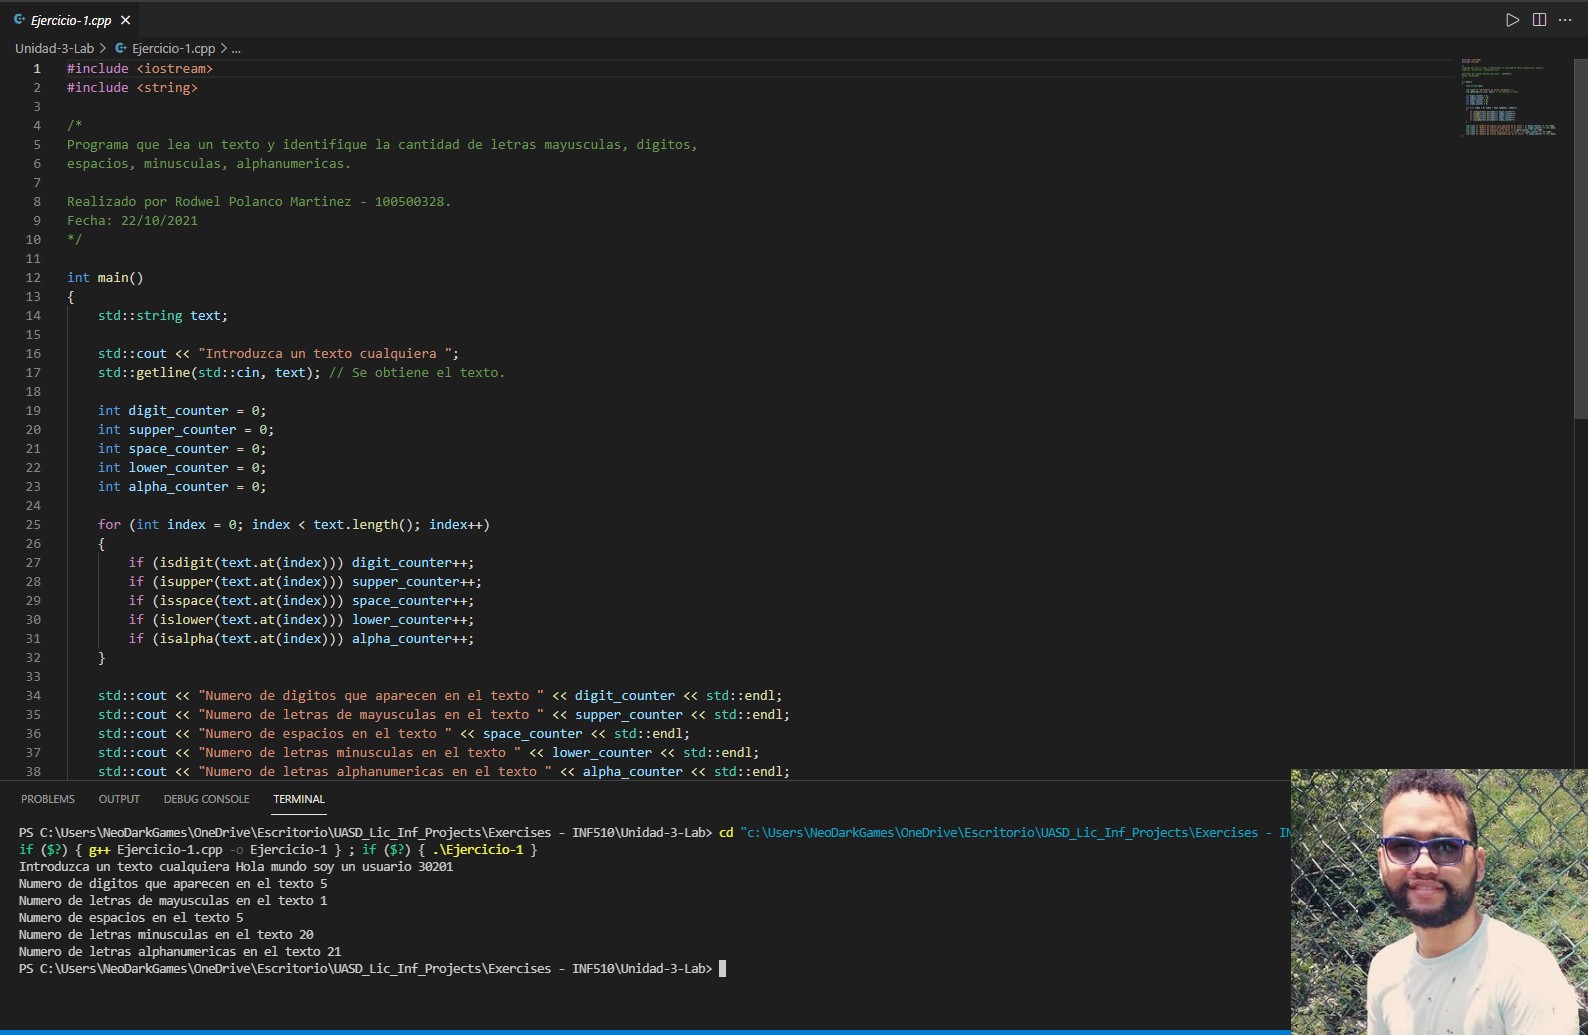 Ejercicio-1.cpp
Unidad-3-Lab > Ejercicio-1.cpp > ...
1 #include <iostream>
2 #include <string>
3
4 /*
5 Programa que lea un texto y identifique la cantidad de letras mayusculas, digitos,
6 espacios, minusculas, alphanumericas.
7
8 Realizado por Rodwel Polanco Martinez - 100500328.
9 Fecha: 22/10/2021
10 */
11
12 int main()
13 {
14 std::string text;
15
16 std::cout << "Introduzca un texto cualquiera ";
17 std::getline(std::cin, text); // Se obtiene el texto.
18
19 int digit_counter = 0;
20 int supper_counter = 0;
21 int space_counter = 0;
22 int lower_counter = 0;
23 int alpha_counter = 0;
24
25 for (int index = 0; index < text.length(); index++)
26 {
27 if (isdigit(text.at(index))) digit_counter++;
28 if (isupper(text.at(index))) supper_counter++;
29 if (isspace(text.at(index))) space_counter++;
30 if (islower(text.at(index))) lower_counter++;
31 if (isalpha(text.at(index))) alpha_counter++;
32 }
33
34 std::cout << "Numero de digitos que aparecen en el texto " << digit_counter << std::endl;
35 std::cout << "Numero de letras de mayusculas en el texto " << supper_counter << std::endl;
36 std::cout << "Numero de espacios en el texto " << space_counter << std::endl;
37 std::cout << "Numero de letras minusculas en el texto " << lower_counter << std::endl;
38 std::cout << "Numero de letras alphanumericas en el texto " << alpha_counter << std::endl;
PROBLEMS OUTPUT DEBUG CONSOLE TERMINAL
PS C:\Users\NeoDarkGames\OneDrive\Escritorio\UASD_Lic_Inf_Projects\Exercises - INF510\Unidad-3-Lab> cd "c:\Users\NeoDarkGames\OneDrive\Escritorio\UASD_Lic_Inf_Projects\Exercises - IN
if ($?) { g++ Ejercicio-1.cpp -o Ejercicio-1 } ; if ($?) { .\Ejercicio-1 }
Introduzca un texto cualquiera Hola mundo soy un usuario 30201
Numero de digitos que aparecen en el texto 5
Numero de letras de mayusculas en el texto 1
Numero de espacios en el texto 5
Numero de letras minusculas en el texto 20
Numero de letras alphanumericas en el texto 21
PS C:\Users\NeoDarkGames\OneDrive\Escritorio\UASD_Lic_Inf_Projects\Exercises - INF510\Unidad-3-Lab>